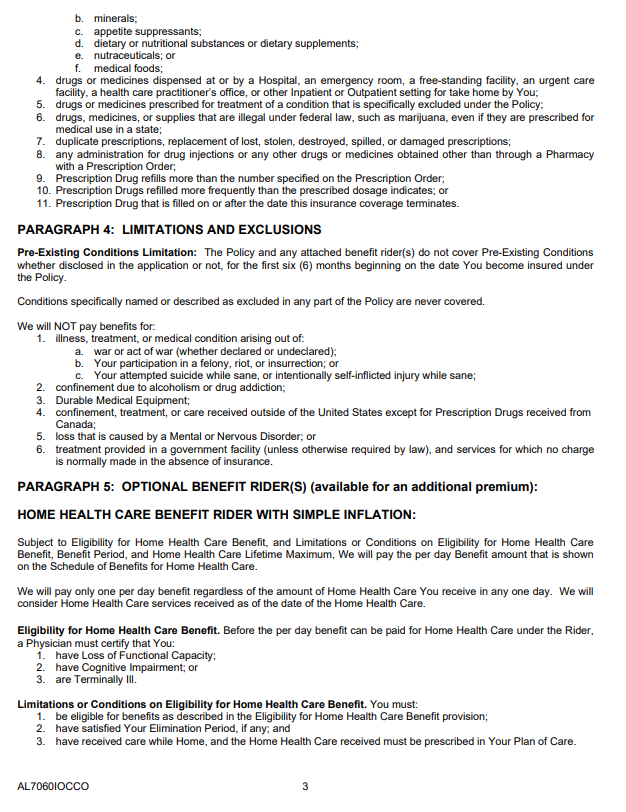 b. minerals;
c. appetite suppressants;
d. dietary or nutritional substances or dietary supplements;
e. nutraceuticals; or
f. medical foods;
4. drugs or medicines dispensed at or by a Hospital, an emergency room, a free-standing facility, an urgent care
facility, a health care practitioner's office, or other Inpatient or Outpatient setting for take home by You;
5. drugs or medicines prescribed for treatment of a condition that is specifically excluded under the Policy;
6. drugs, medicines, or supplies that are illegal under federal law, such as marijuana, even if they are prescribed for
medical use in a state;
7. duplicate prescriptions, replacement of lost, stolen, destroyed, spilled, or damaged prescriptions;
8. any administration for drug injections or any other drugs or medicines obtained other than through a Pharmacy
with a Prescription Order;
9. Prescription Drug refills more than the number specified on the Prescription Order;
10. Prescription Drugs refilled more frequently than the prescribed dosage indicates; or
11. Prescription Drug that is filled on or after the date this insurance coverage terminates.
PARAGRAPH 4: LIMITATIONS AND EXCLUSIONS
Pre-Existing Conditions Limitation: The Policy and any attached benefit rider(s) do not cover Pre-Existing Conditions
whether disclosed in the application or not, for the first six (6) months beginning on the date You become insured under
the Policy.
Conditions specifically named or described as excluded in any part of the Policy are never covered.
We will NOT pay benefits for:
1. illness, treatment, or medical condition arising out of:
a. war or act of war (whether declared or undeclared);
b. Your participation in a felony, riot, or insurrection; or
c. Your attempted suicide while sane, or intentionally self-inflicted injury while sane;
2. confinement due to alcoholism or drug addiction;
3. Durable Medical Equipment;
4. confinement, treatment, or care received outside of the United States except for Prescription Drugs received from
Canada;
5. loss that is caused by a Mental or Nervous Disorder; or
6. treatment provided in a government facility (unless otherwise required by law), and services for which no charge
is normally made in the absence of insurance.
PARAGRAPH 5: OPTIONAL BENEFIT RIDER(S) (available for an additional premium):
HOME HEALTH CARE BENEFIT RIDER WITH SIMPLE INFLATION:
Subject to Eligibility for Home Health Care Benefit, and Limitations or Conditions on Eligibility for Home Health Care
Benefit, Benefit Period, and Home Health Care Lifetime Maximum, We will pay the per day Benefit amount that is shown
on the Schedule of Benefits for Home Health Care.
We will pay only one per day benefit regardless of the amount of Home Health Care You receive in any one day. We will
consider Home Health Care services received as of the date of the Home Health Care.
Eligibility for Home Health Care Benefit. Before the per day benefit can be paid for Home Health Care under the Rider,
a Physician must certify that You:
1. have Loss of Functional Capacity;
2. have Cognitive Impairment; or
3. are Terminally Ill.
Limitations or Conditions on Eligibility for Home Health Care Benefit. You must:
1. be eligible for benefits as described in the Eligibility for Home Health Care Benefit provision;
2. have satisfied Your Elimination Period, if any; and
3. have received care while Home, and the Home Health Care received must be prescribed in Your Plan of Care.
AL7060IOCCO 3